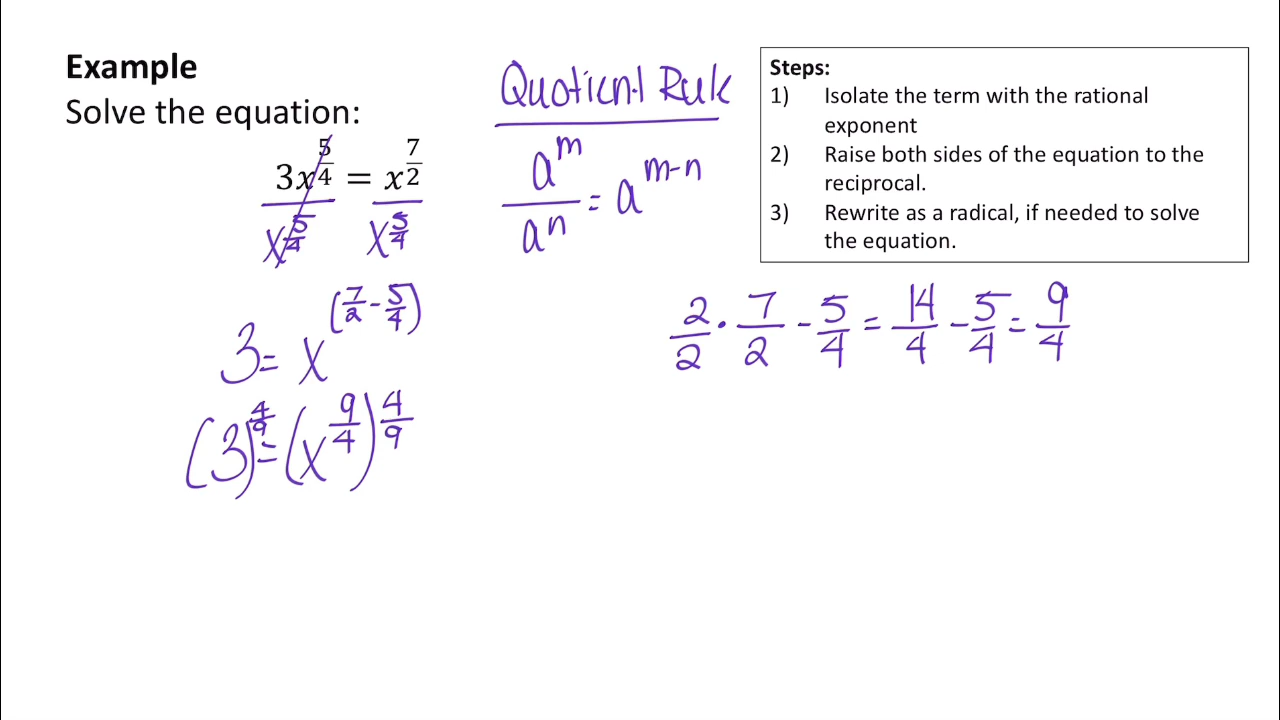 Example
Solve the equation:
3x^(5/4) = x^(7/2)
x^(5/4) x^(5/4)
3 = x^(7/2 - 5/4)
(3)^(4/9) = (x^(9/4))^(4/9)
Quotient Rule
a^m / a^n = a^(m-n)
Steps:
1) Isolate the term with the rational
exponent
2) Raise both sides of the equation to the
reciprocal.
3) Rewrite as a radical, if needed to solve
the equation.
2/2 · 7/2 - 5/4 = 14/4 - 5/4 = 9/4